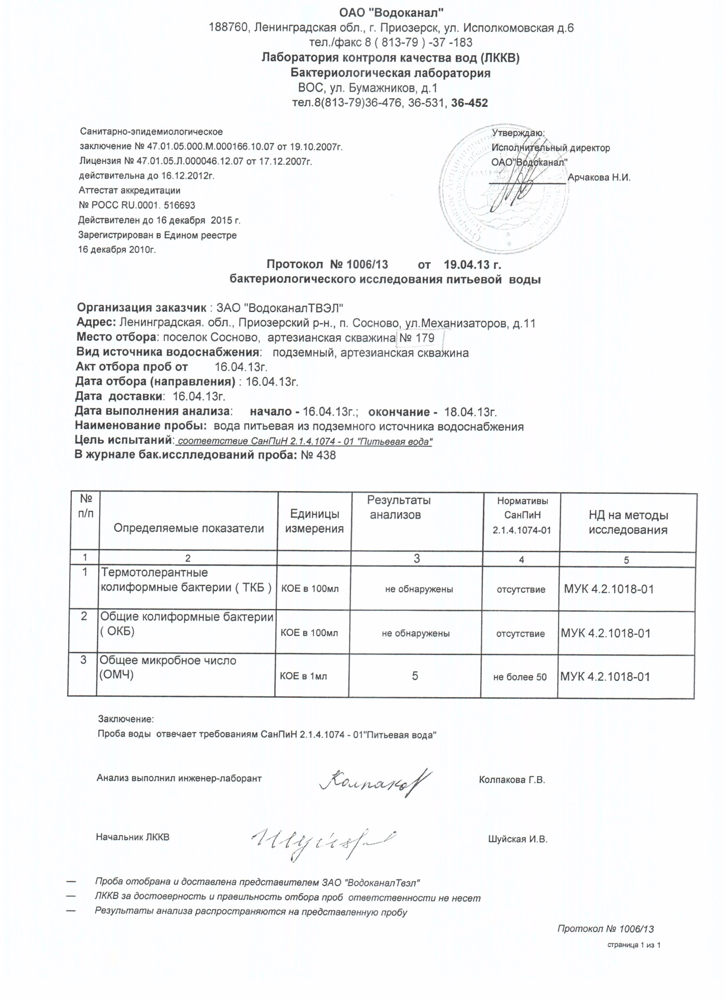 ОАО "Водоканал"
188760, Ленинградская обл., г. Приозерск, ул. Исполкомовская д.6
тел./факс 8 ( 813-79 ) -37 -183
Лаборатория контроля качества вод (ЛККВ)
Бактериологическая лаборатория
ВОС, ул. Бумажников, д.1
тел.8(813-79)36-476, 36-531, 36-452
Санитарно-эпидемиологическое
заключение № 47.01.05.000.М.000166.10.07 от 19.10.2007г.
Лицензия № 47.01.05.Л.000046.12.07 от 17.12.2007г.
действительна до 16.12.2012г.
Аттестат аккредитации
№ РОСС RU.0001. 516693
Действителен до 16 декабря 2015 г.
Зарегистрирован в Едином реестре
16 декабря 2010г.
Утверждаю:
Исполнительный директор
ОАО"Водоканал"
Арчакова Н.И.
Протокол № 1006/13 от 19.04.13 г.
бактериологического исследования питьевой воды
Организация заказчик : ЗАО "ВодоканалТВЭЛ"
Адрес: Ленинградская. обл., Приозерский р-н., п. Сосново, ул.Механизаторов, д.11
Место отбора: поселок Сосново, артезианская скважина № 179
Вид источника водоснабжения: подземный, артезианская скважина
Акт отбора проб от 16.04.13г.
Дата отбора (направления) : 16.04.13г.
Дата доставки: 16.04.13г.
Дата выполнения анализа: начало - 16.04.13г.; окончание - 18.04.13г.
Наименование пробы: вода питьевая из подземного источника водоснабжения
Цель испытаний: соответствие СанПиН 2.1.4.1074 - 01 "Питьевая вода"
В журнале бак.исслледований проба: № 438
№ п/п Определяемые показатели Единицы измерения Результаты анализов Нормативы СанПиН 2.1.4.1074-01 НД на методы исследования
1 2 3 4 5
1 Термотолерантные колиформные бактерии ( ТКБ ) КОЕ в 100мл не обнаружены отсутствие МУК 4.2.1018-01
2 Общие колиформные бактерии ( ОКБ) КОЕ в 100мл не обнаружены отсутствие МУК 4.2.1018-01
3 Общее микробное число (ОМЧ) КОЕ в 1мл 5 не более 50 МУК 4.2.1018-01
Заключение:
Проба воды отвечает требованиям СанПиН 2.1.4.1074 - 01"Питьевая вода"
Анализ выполнил инженер-лаборант Колпакова Г.В.
Начальник ЛККВ Шуйская И.В.
— Проба отобрана и доставлена представителем ЗАО "ВодоканалТвэл"
— ЛККВ за достоверность и правильность отбора проб ответственности не несет
— Результаты анализа распространяются на представленную пробу
Протокол № 1006/13
страница 1 из 1